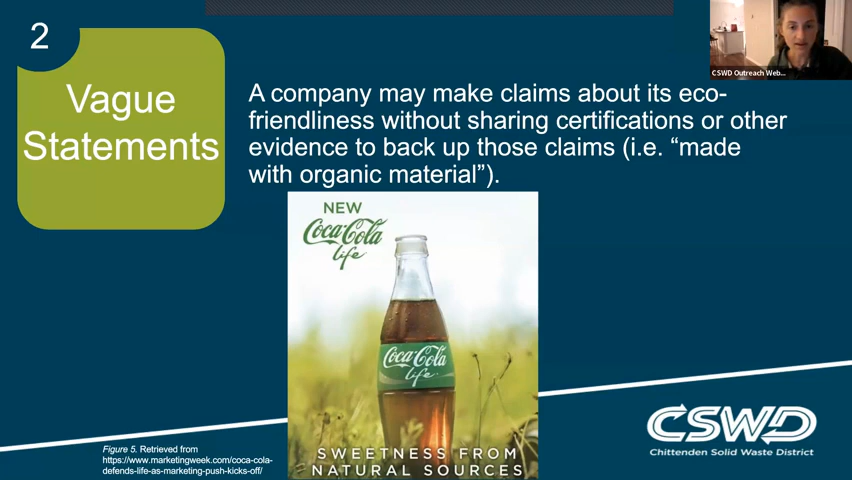 2
Vague
Statements
A company may make claims about its eco-
friendliness without sharing certifications or other
evidence to back up those claims (i.e. “made
with organic material”).
NEW
Coca-Cola
life
Coca-Cola
life
SWEETNESS FROM
NATURAL SOURCES
Figure 5. Retrieved from
https://www.marketingweek.com/coca-cola-
defends-life-as-marketing-push-kicks-off/
CSWD
Chittenden Solid Waste District
CSWD Outreach Web...